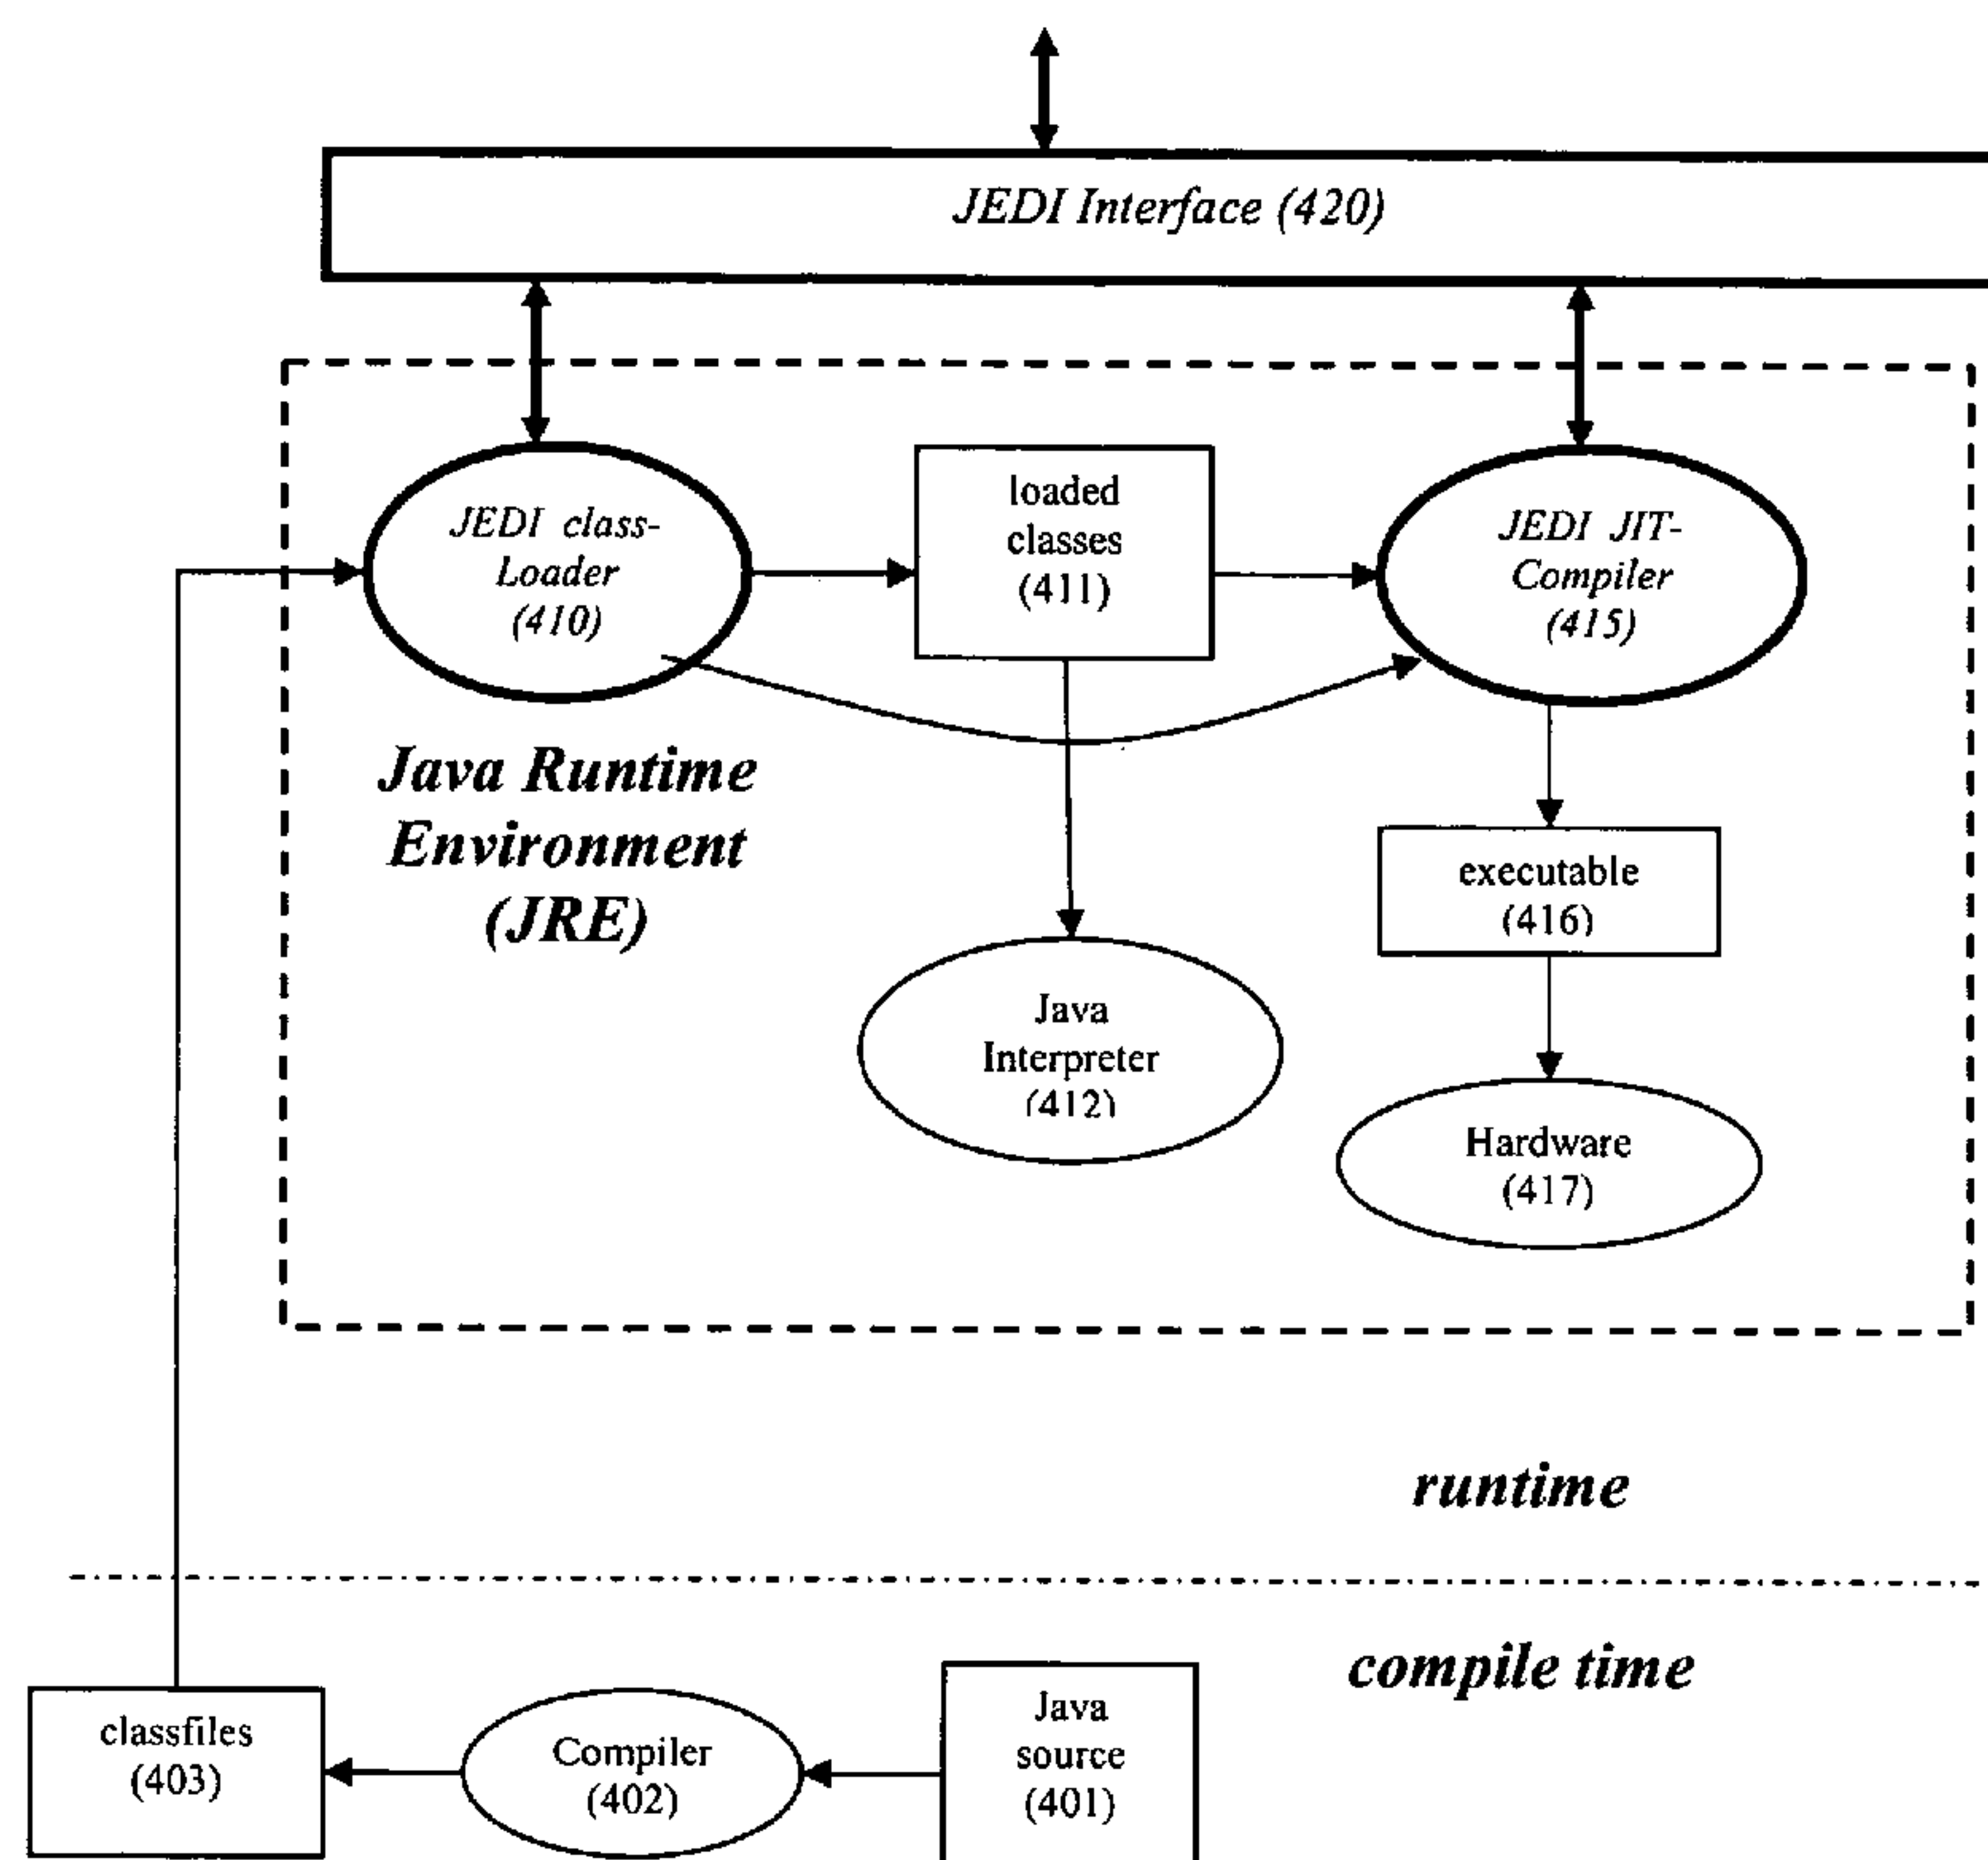 JEDI Interface (420)
JEDI class-
Loader
(410)
loaded
classes
(411)
JEDI JIT-
Compiler
(415)
Java Runtime
Environment
(JRE)
executable
(416)
Java
Interpreter
(412)
Hardware
(417)
runtime
compile time
classfiles
(403)
Compiler
(402)
Java
source
(401)